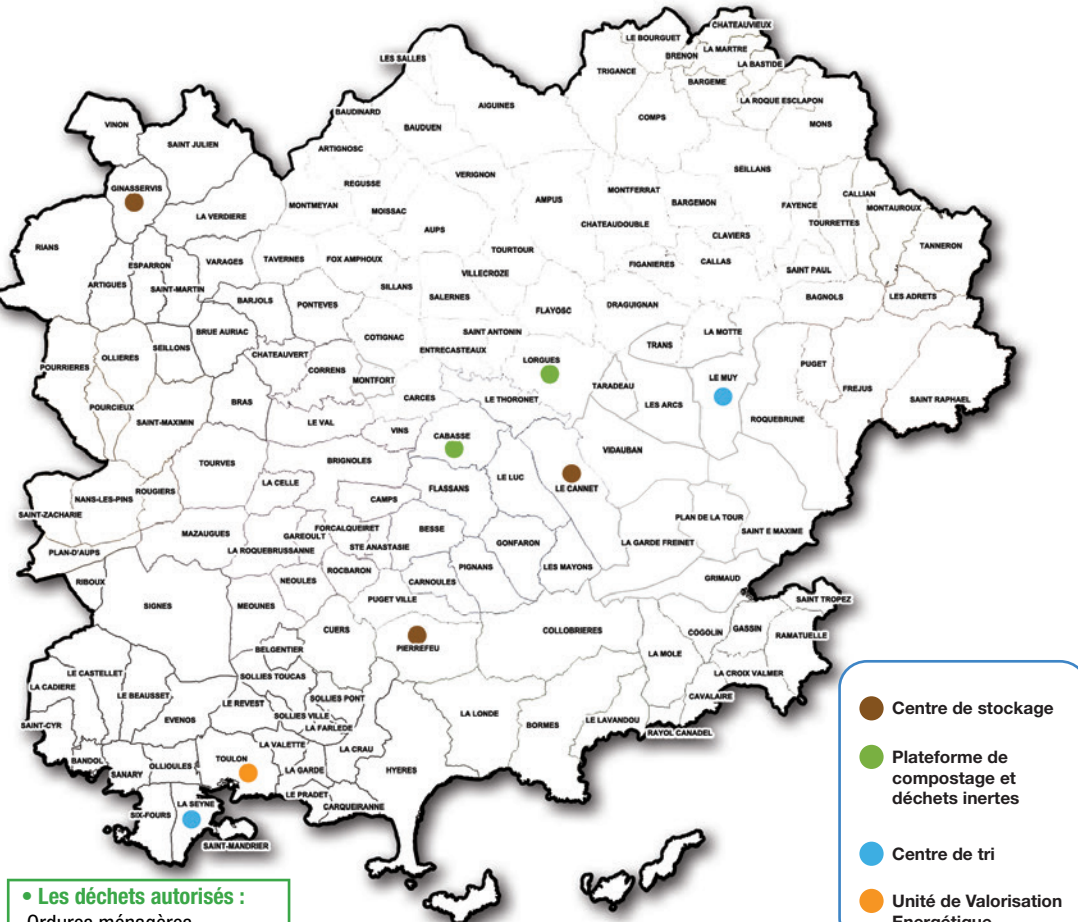 CHATEAUVIEUX
LE BOURGUET
LA MARTRE
BRENON
LES SALLES
LA BASTIDE
TRIGANCE
BARGEME
AIGUINES
LA ROQUE ESCLAPON
BAUDINARD
COMPS
VINON
BAUDUEN
MONS
SAINT JULIEN
ARTIGNOSC
SEILLANS
VERIGNON
REGUSSE
GINASSERVIS
MONTFERRAT
CALLIAN
AMPUS
BARGEMON
FAYENCE
MONTMEYAN
MOISSAC
MONTAUROUX
LA VERDIERE
CHATEAUDOUBLE
TOURRETTES
AUPS
CLAVIERS
RIANS
TOURTOUR
TANNERON
VARAGES
TAVERNES
FOX AMPHOUX
FIGANIERES
CALLAS
ESPARRON
VILLECROZE
SAINT PAUL
ARTIGUES
SAINT-MARTIN
SILLANS
SALERNES
BAGNOLS
LES ADRETS
BARJOLS
PONTEVES
FLAYOSC
DRAGUIGNAN
BRUE AURIAC
SAINT ANTONIN
LA MOTTE
COTIGNAC
TRANS
SEILLONS
ENTRECASTEAUX
OLLIERES
CHATEAUVERT
LORGUES
POURRIERES
CORRENS
PUGET
MONTFORT
LE MUY
TARADEAU
FREJUS
CARCES
LE THORONET
SAINT RAPHAEL
BRAS
LES ARCS
POURCIEUX
SAINT-MAXIMIN
LE VAL
ROQUEBRUNE
VINS
CABASSE
VIDAUBAN
BRIGNOLES
TOURVES
LE LUC
LA CELLE
FLASSANS
LE CANNET
ROUGIERS
NANS-LES-PINS
CAMPS
SAINT-ZACHARIE
PLAN DE LA TOUR
FORCALQUEIRET
BESSE
MAZAUGUES
GAREOULT
SAINT E MAXIME
GONFARON
LA GARDE FREINET
PLAN-D'AUPS
LA ROQUEBRUSSANNE
STE ANASTASIE
PIGNANS
LES MAYONS
ROCBARON
RIBOUX
NEOULES
CARNOULES
GRIMAUD
PUGET VILLE
SAINT TROPEZ
SIGNES
MEOUNES
CUERS
COLLOBRIERES
COGOLIN
GASSIN
RAMATUELLE
PIERREFEU
BELGENTIER
LA MOLE
LE CASTELLET
SOLLIES TOUCAS
LA CROIX VALMER
LA CADIERE
LE BEAUSSET
SOLLIES PONT
CAVALAIRE
LE REVEST
LA LONDE
SOLLIES VILLE
EVENOS
LE LAVANDOU
BORMES
SAINT-CYR
LA FARLEDE
RAYOL CANADEL
LA VALETTE
LA CRAU
BANDOL
OLLIOULES
TOULON
LA GARDE
HYERES
SANARY
LE PRADET
LA SEYNE
CARQUEIRANNE
SIX-FOURS
SAINT-MANDRIER
Centre de stockage
Plateforme de
compostage et
déchets inertes
Centre de tri
Unité de Valorisation
Energétique
• Les déchets autorisés :
Ordures ménagères